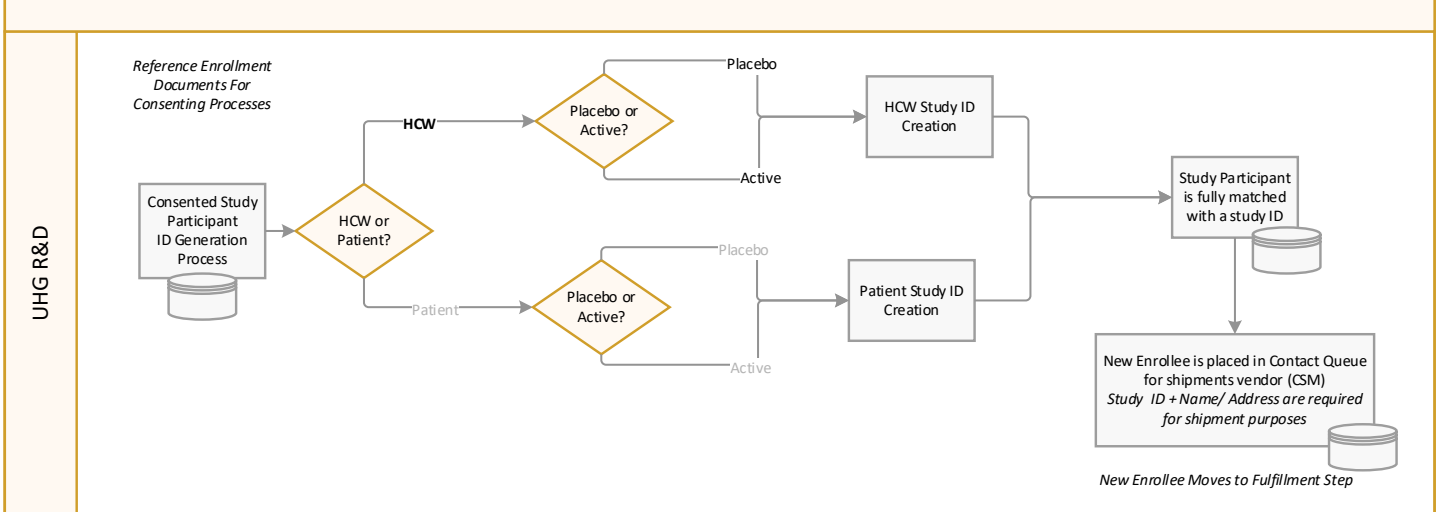 UHG R&D
Reference Enrollment
Documents For
Consenting Processes
Consented Study
Participant
ID Generation
Process
HCW or
Patient?
HCW
Placebo or
Active?
Placebo
Active
HCW Study ID
Creation
Patient
Placebo or
Active?
Placebo
Active
Patient Study ID
Creation
Study Participant
is fully matched
with a study ID
New Enrollee is placed in Contact Queue
for shipments vendor (CSM)
Study ID + Name/ Address are required
for shipment purposes
New Enrollee Moves to Fulfillment Step